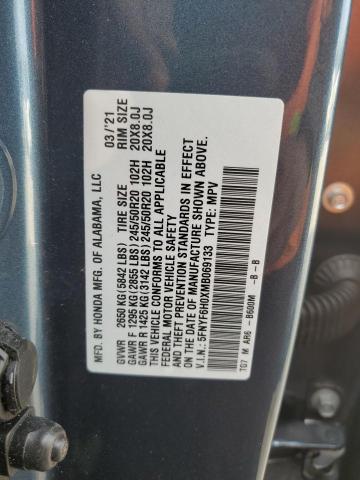 MFD. BY HONDA MFG. OF ALABAMA, LLC 03/'21
GVWR 2650 KG(5842 LBS) TIRE SIZE RIM SIZE
GAWR F 1295 KG(2855 LBS) 245/50R20 102H 20X8.0J
GAWR R 1425 KG(3142 LBS) 245/50R20 102H 20X8.0J
THIS VEHICLE CONFORMS TO ALL APPLICABLE
FEDERAL MOTOR VEHICLE SAFETY
AND THEFT PREVENTION STANDARDS IN EFFECT
ON THE DATE OF MANUFACTURE SHOWN ABOVE.
V.I.N.: 5FNYF6H0XMB069133 TYPE: MPV
TG7 M AR6 -B600M -B -B